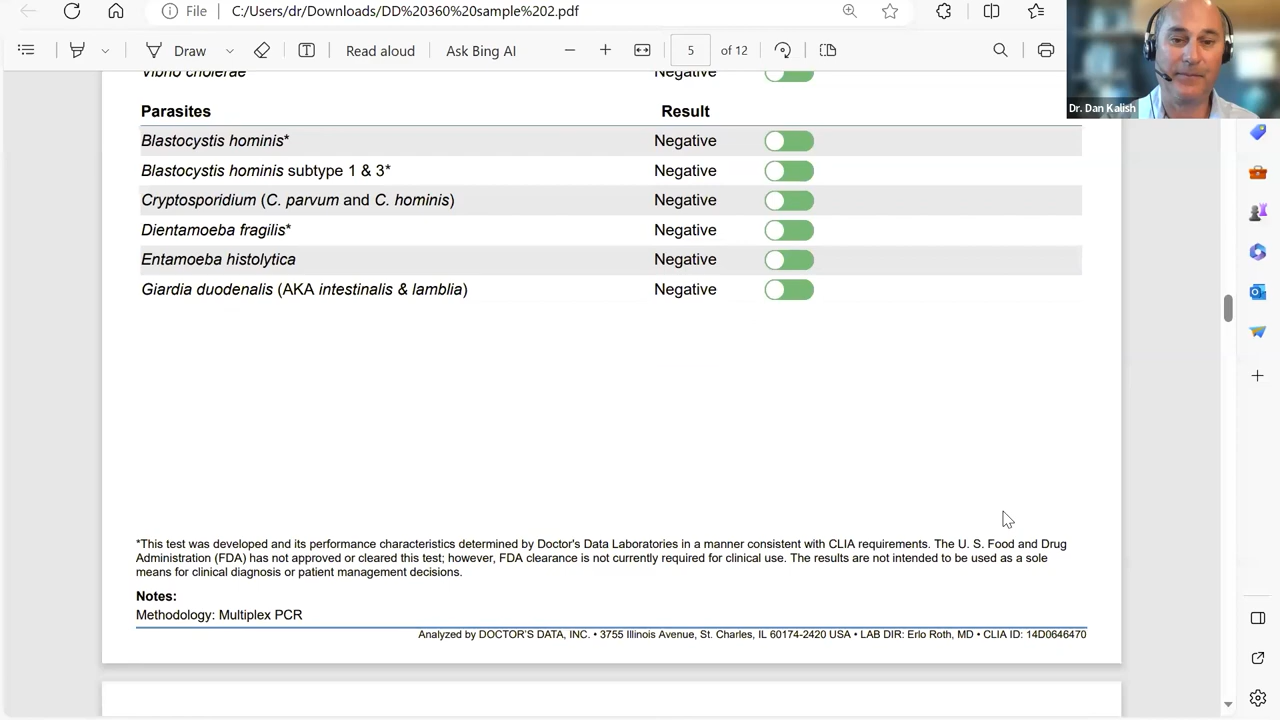 File
C:/Users/dr/Downloads/DD%20360%20sample%202.pdf
Draw
Read aloud
Ask Bing AI
5 of 12
Dr. Dan Kalish
Vibrio cholerae Negative
Parasites Result
Blastocystis hominis* Negative
Blastocystis hominis subtype 1 & 3* Negative
Cryptosporidium (C. parvum and C. hominis) Negative
Dientamoeba fragilis* Negative
Entamoeba histolytica Negative
Giardia duodenalis (AKA intestinalis & lamblia) Negative
*This test was developed and its performance characteristics determined by Doctor's Data Laboratories in a manner consistent with CLIA requirements. The U. S. Food and Drug
Administration (FDA) has not approved or cleared this test; however, FDA clearance is not currently required for clinical use. The results are not intended to be used as a sole
means for clinical diagnosis or patient management decisions.
Notes:
Methodology: Multiplex PCR
Analyzed by DOCTOR'S DATA, INC. • 3755 Illinois Avenue, St. Charles, IL 60174-2420 USA • LAB DIR: Erlo Roth, MD • CLIA ID: 14D0646470